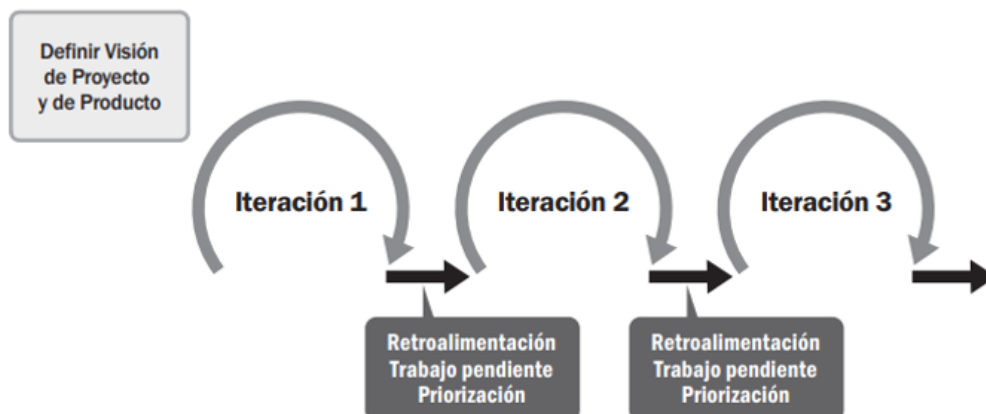 Definir Visión
de Proyecto
y de Producto
Iteración 1
Iteración 2
Iteración 3
Retroalimentación
Trabajo pendiente
Priorización
Retroalimentación
Trabajo pendiente
Priorización